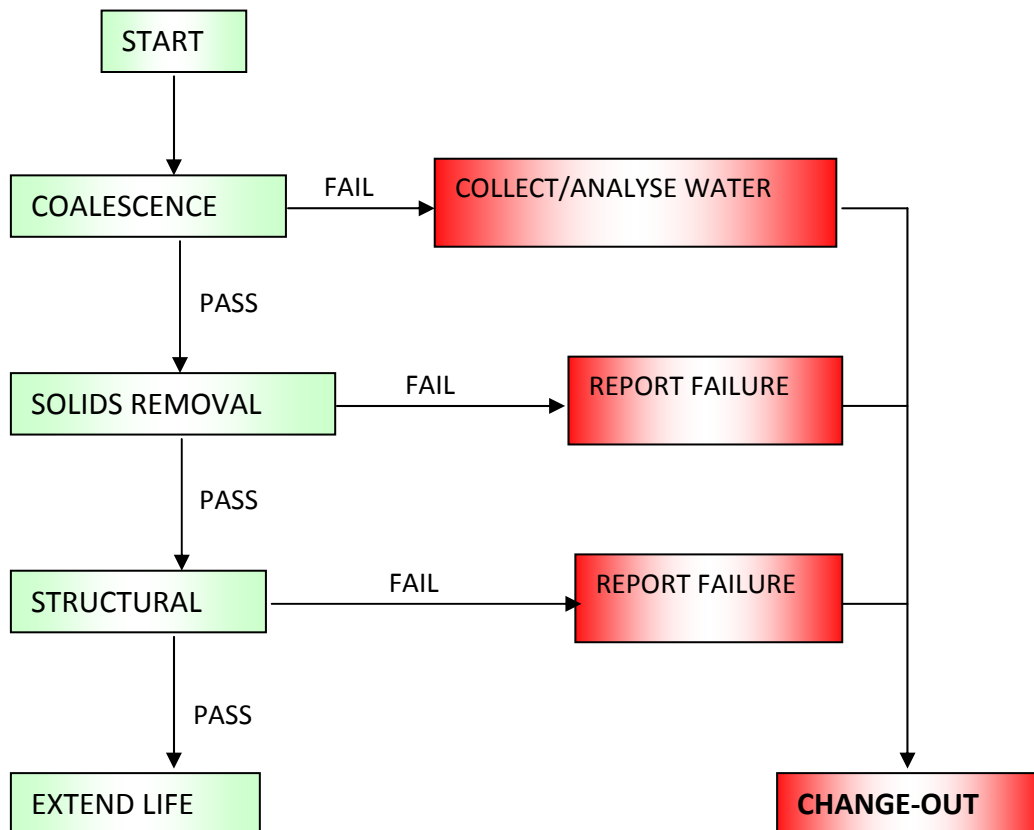 START
COALESCENCE
FAIL
COLLECT/ANALYSE WATER
PASS
SOLIDS REMOVAL
FAIL
REPORT FAILURE
PASS
STRUCTURAL
FAIL
REPORT FAILURE
PASS
EXTEND LIFE
CHANGE-OUT